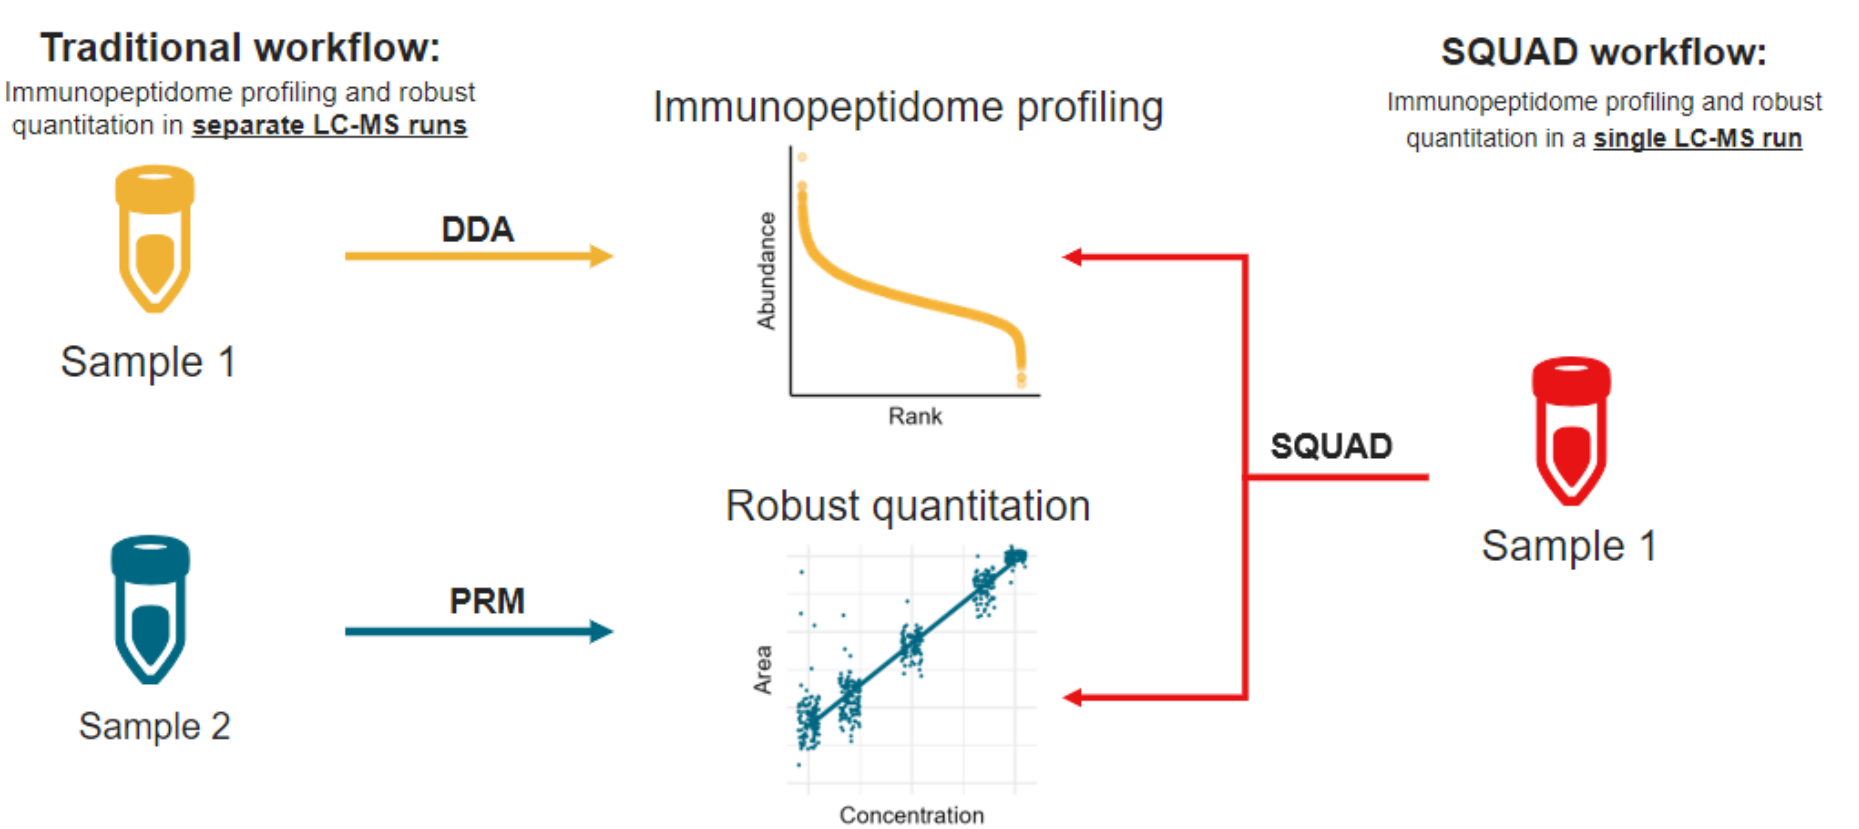 Traditional workflow:
Immunopeptidome profiling and robust
quantitation in separate LC-MS runs
DDA
Sample 1
PRM
Sample 2
Immunopeptidome profiling
Abundance
Rank
Robust quantitation
Area
Concentration
SQUAD workflow:
Immunopeptidome profiling and robust
quantitation in a single LC-MS run
SQUAD
Sample 1